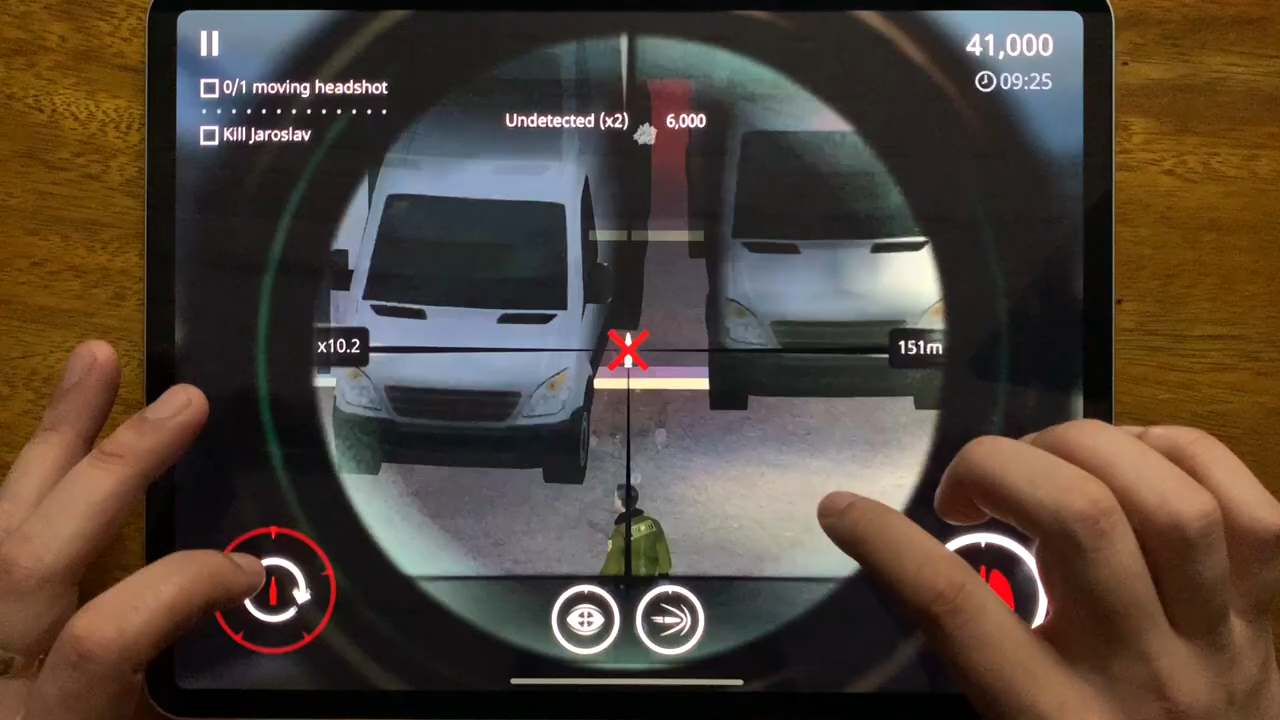 41,000
09:25
0/1 moving headshot
Kill Jaroslav
Undetected (x2) 6,000
x10.2
151m